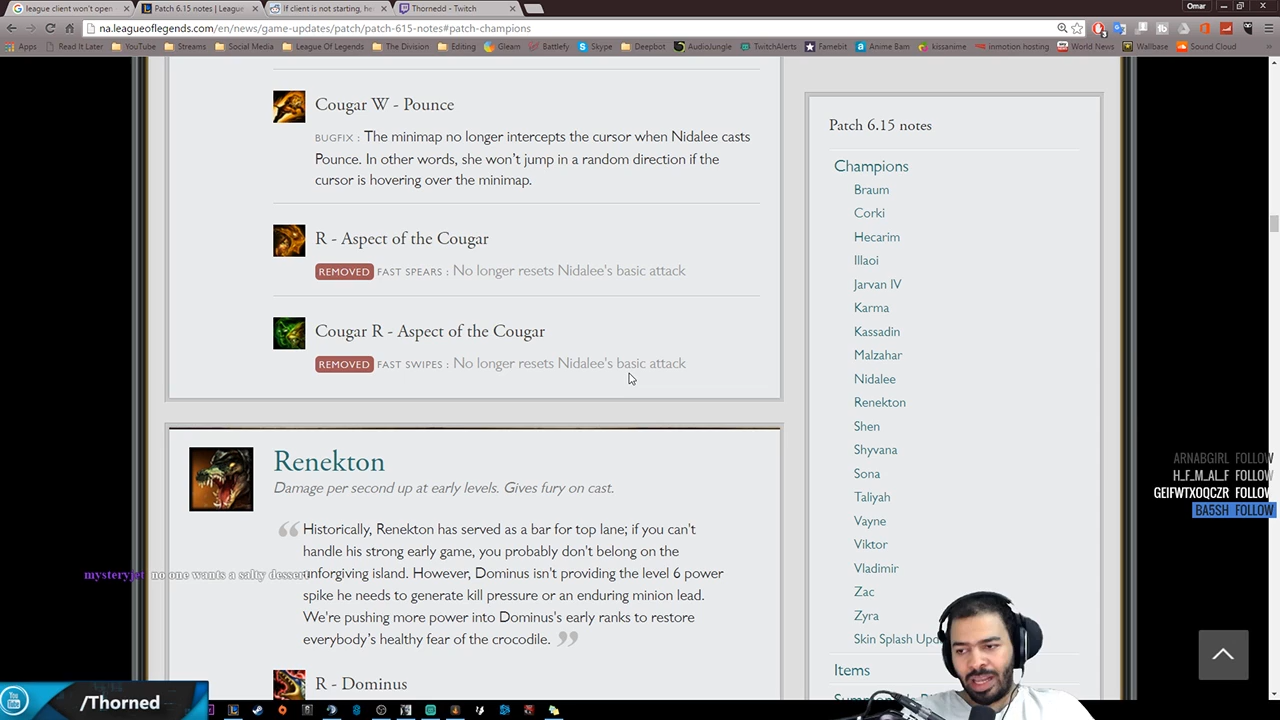 league client won't open
Patch 6.15 notes | League
If client is not starting, he
Thornedd - Twitch
Omar
na.leagueoflegends.com/en/news/game-updates/patch/patch-615-notes#patch-champions
Apps
Read It Later
YouTube
Streams
Social Media
League Of Legends
The Division
Editing
Glearn
Battlefy
Skype
Deepbot
AudioJungle
TwitchAlerts
Famebit
Anime Bam
kissanime
inmotion hosting
World News
Wallbase
Sound Cloud
Cougar W - Pounce
BUGFIX : The minimap no longer intercepts the cursor when Nidalee casts
Pounce. In other words, she won't jump in a random direction if the
cursor is hovering over the minimap.
R - Aspect of the Cougar
REMOVED FAST SPEARS : No longer resets Nidalee's basic attack
Cougar R - Aspect of the Cougar
REMOVED FAST SWIPES : No longer resets Nidalee's basic attack
Renekton
Damage per second up at early levels. Gives fury on cast.
Historically, Renekton has served as a bar for top lane; if you can't
handle his strong early game, you probably don't belong on the
unforgiving island. However, Dominus isn't providing the level 6 power
spike he needs to generate kill pressure or an enduring minion lead.
We're pushing more power into Dominus's early ranks to restore
everybody's healthy fear of the crocodile.
R - Dominus
mysteryjet no one wants a salty dessert
Patch 6.15 notes
Champions
Braum
Corki
Hecarim
Illaoi
Jarvan IV
Karma
Kassadin
Malzahar
Nidalee
Renekton
Shen
Shyvana
Sona
Taliyah
Vayne
Viktor
Vladimir
Zac
Zyra
Skin Splash Upd
Items
ARNABGIRL FOLLOW
H_F_M_AL_F FOLLOW
GEIFWTXOQCZR FOLLOW
BA5SH FOLLOW
You Tube
/Thorned